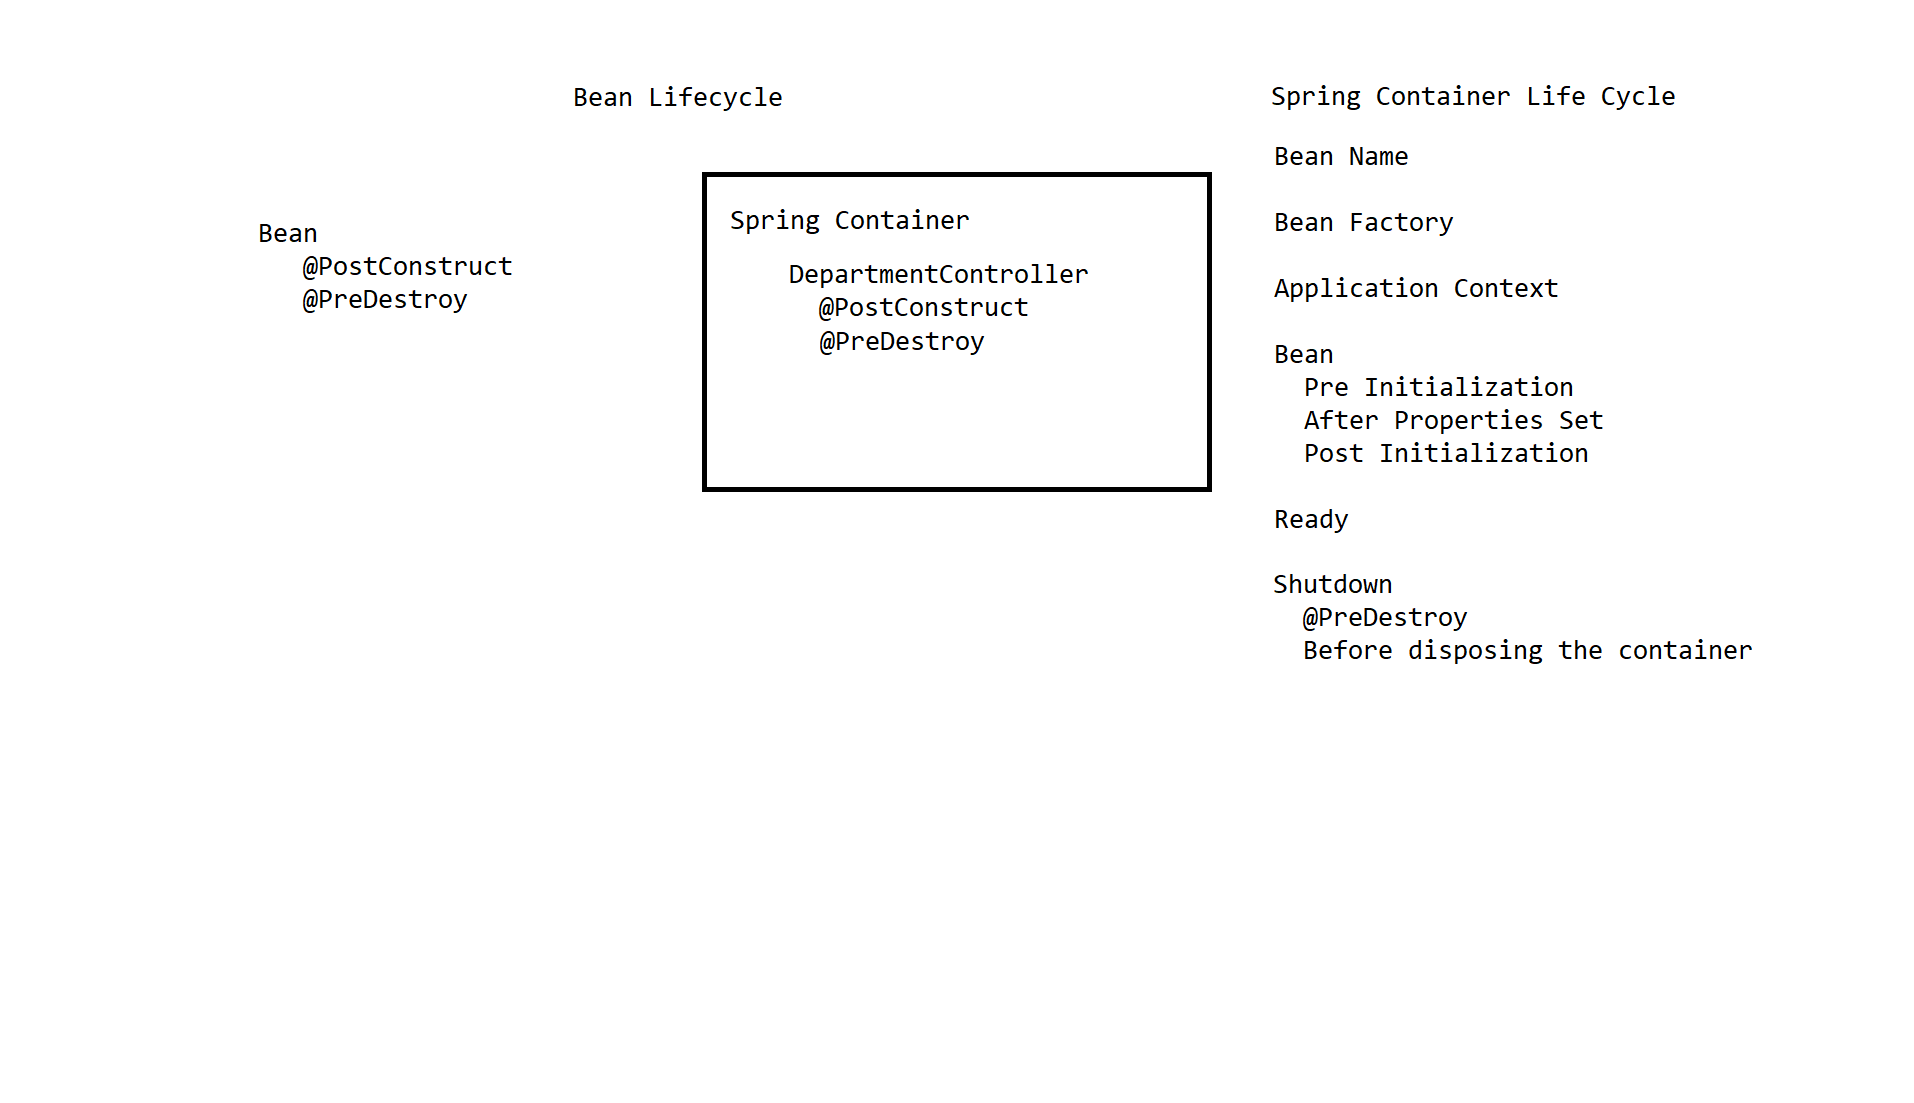 Bean Lifecycle
Bean
@PostConstruct
@PreDestroy
Spring Container
DepartmentController
@PostConstruct
@PreDestroy
Spring Container Life Cycle
Bean Name
Bean Factory
Application Context
Bean
Pre Initialization
After Properties Set
Post Initialization
Ready
Shutdown
@PreDestroy
Before disposing the container